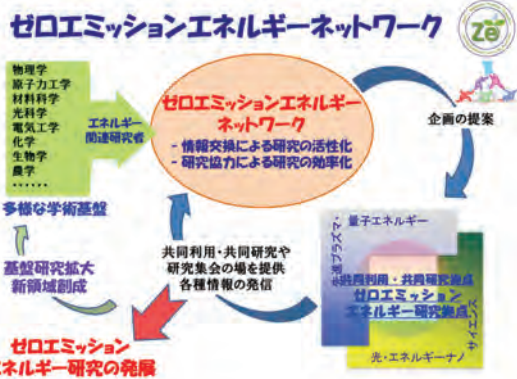 ゼロエミッションエネルギーネットワーク
ze
物理学
原子力工学
材料科学
光科学
電気工学
化学
生物学
農学
……
エネルギー
関連研究者
多様な学術基盤
ゼロエミッションエネルギー
ネットワーク
- 情報交換による研究の活性化
- 研究協力による研究の効率化
企画の提案
基盤研究拡大
新領域創成
共同利用・共同研究や
研究集会の場を提供
各種情報の発信
ゼロエミッション
エネルギー研究の発展
量子エネルギー
先進プラズマ・
共同利用・共同研究拠点
ゼロエミッション
エネルギー研究拠点
サイエンス
光・エネルギーナノ